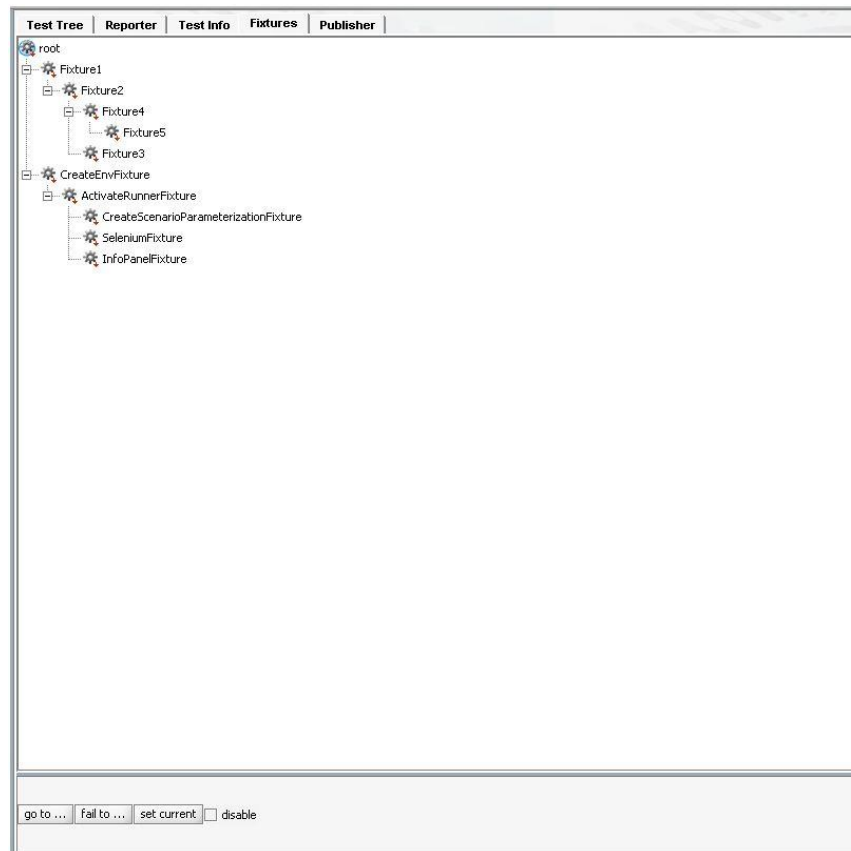 Test Tree Reporter Test Info Fixtures Publisher
root
Fixture1
Fixture2
Fixture4
Fixture5
Fixture3
CreateEnvFixture
ActivateRunnerFixture
CreateScenarioParameterizationFixture
SeleniumFixture
InfoPanelFixture
go to ... fail to ... set current disable